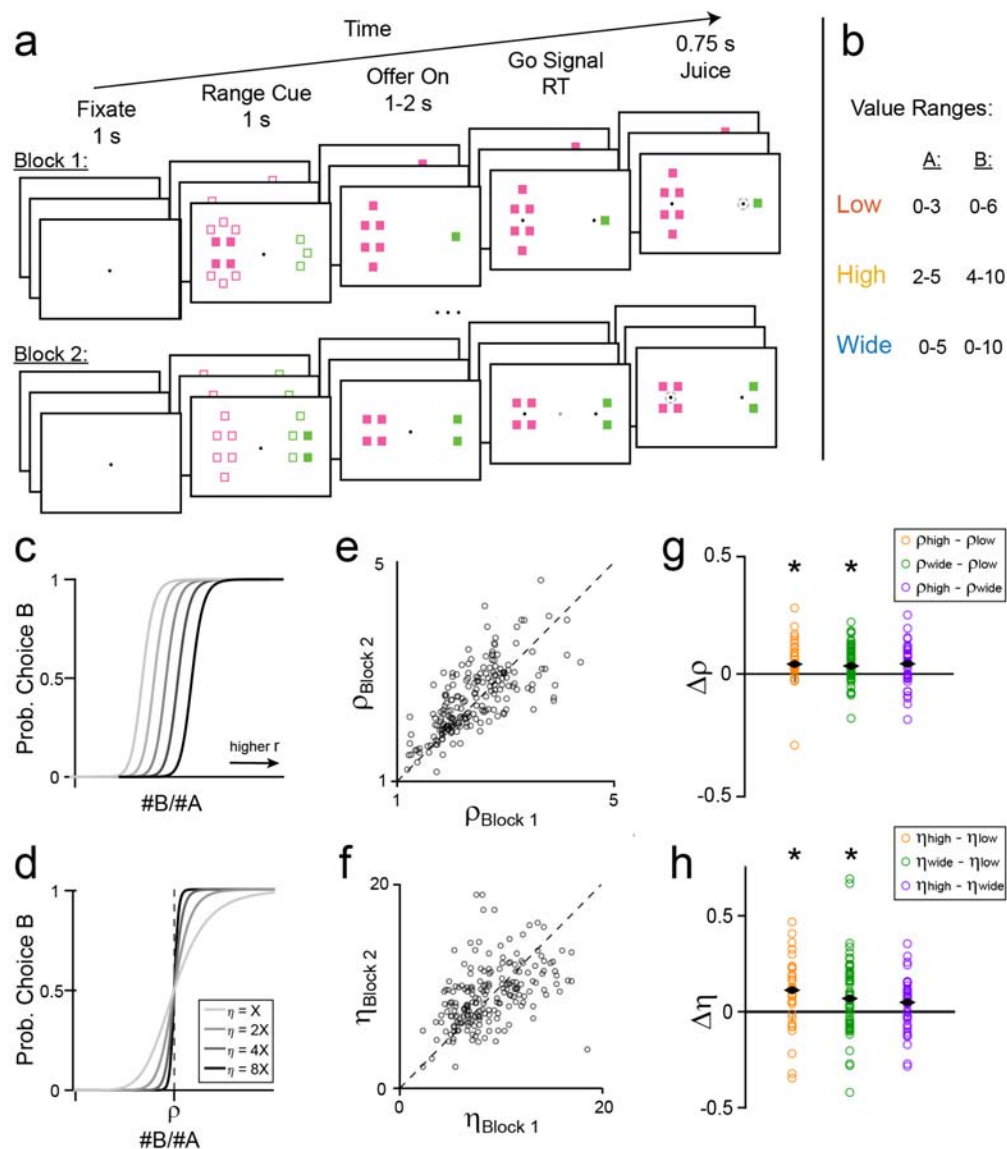 a
Time
Fixate
1 s
Range Cue
1 s
Offer On
1-2 s
Go Signal
RT
0.75 s
Juice
Block 1:
...
Block 2:
b
Value Ranges:
A: B:
Low 0-3 0-6
High 2-5 4-10
Wide 0-5 0-10
c
Prob. Choice B
1
0.5
0
higher r
#B/#A
d
Prob. Choice B
1
0.5
0
η = X
η = 2X
η = 4X
η = 8X
ρ
#B/#A
e
5
ρBlock 2
1
1 5
ρBlock 1
f
20
ηBlock 2
0
0 20
ηBlock 1
g
ρhigh - ρlow
ρwide - ρlow
ρhigh - ρwide
0.5
* *
Δρ
0
-0.5
h
ηhigh - ηlow
ηwide - ηlow
ηhigh - ηwide
* *
0.5
Δη
0
-0.5